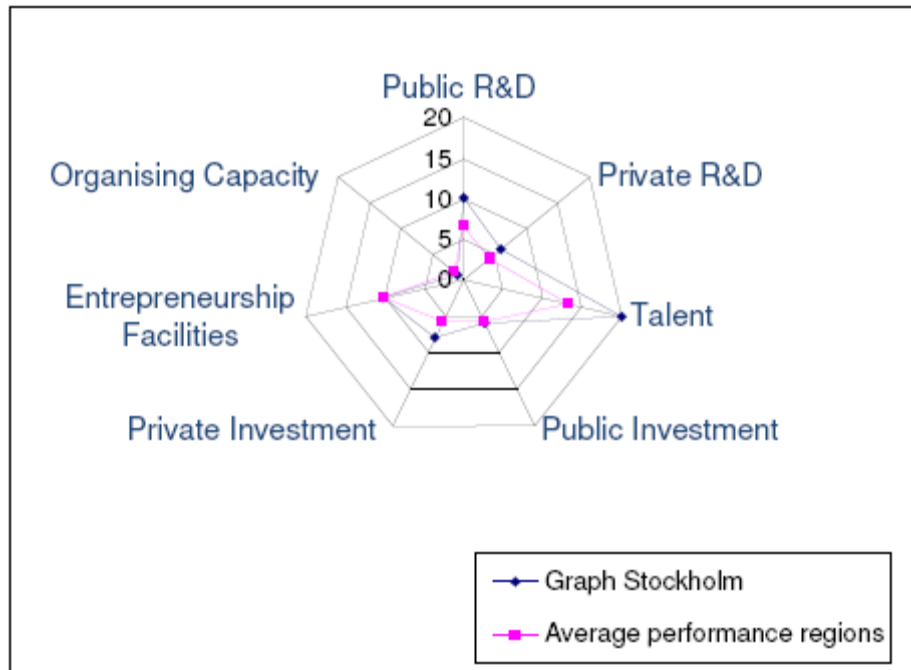 Public R&D
20
15
10
5
0
Organising Capacity
Private R&D
Entrepreneurship
Facilities
Talent
Private Investment
Public Investment
Graph Stockholm
Average performance regions